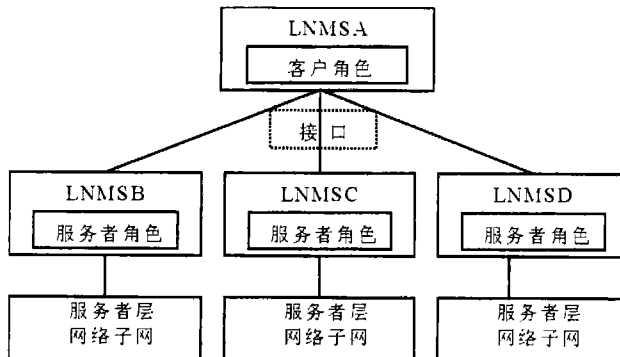 LNMSA
客户角色
接口
LNMSB
LNMSC
LNMSD
服务者角色
服务者角色
服务者角色
服务者层
网络子网
服务者层
网络子网
服务者层
网络子网